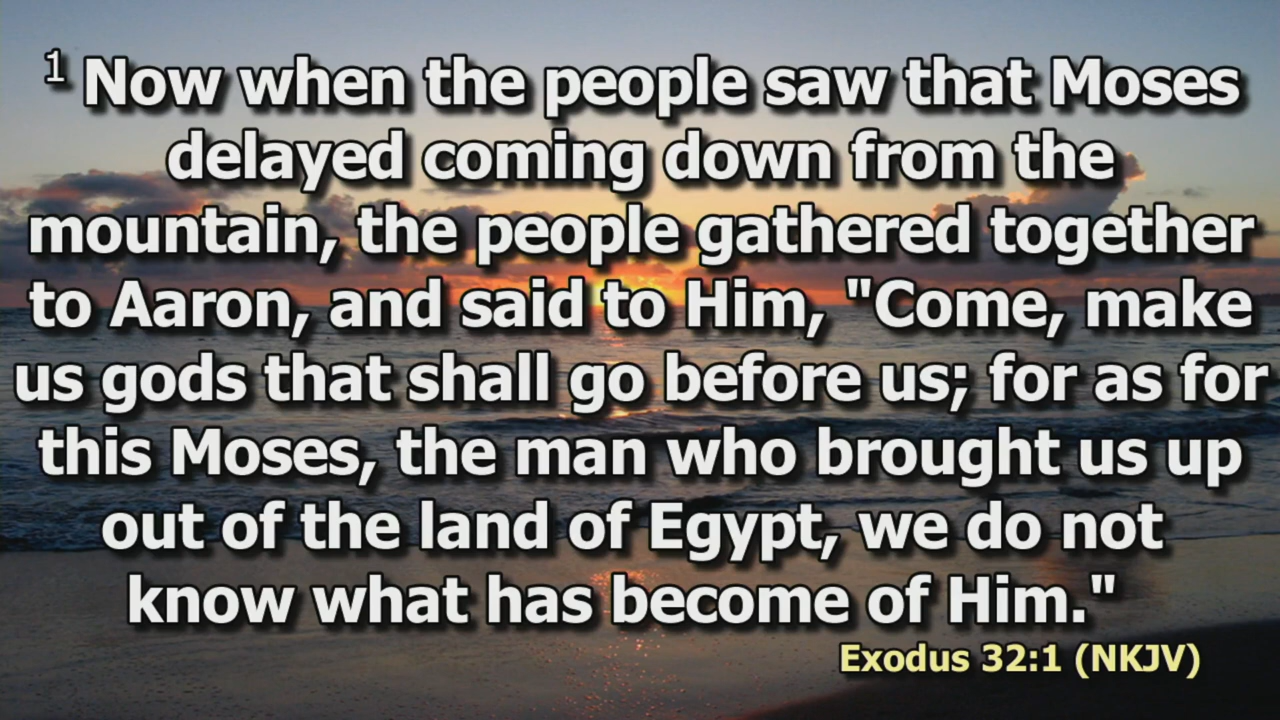 1 Now when the people saw that Moses
delayed coming down from the
mountain, the people gathered together
to Aaron, and said to Him, "Come, make
us gods that shall go before us; for as for
this Moses, the man who brought us up
out of the land of Egypt, we do not
know what has become of Him."
Exodus 32:1 (NKJV)